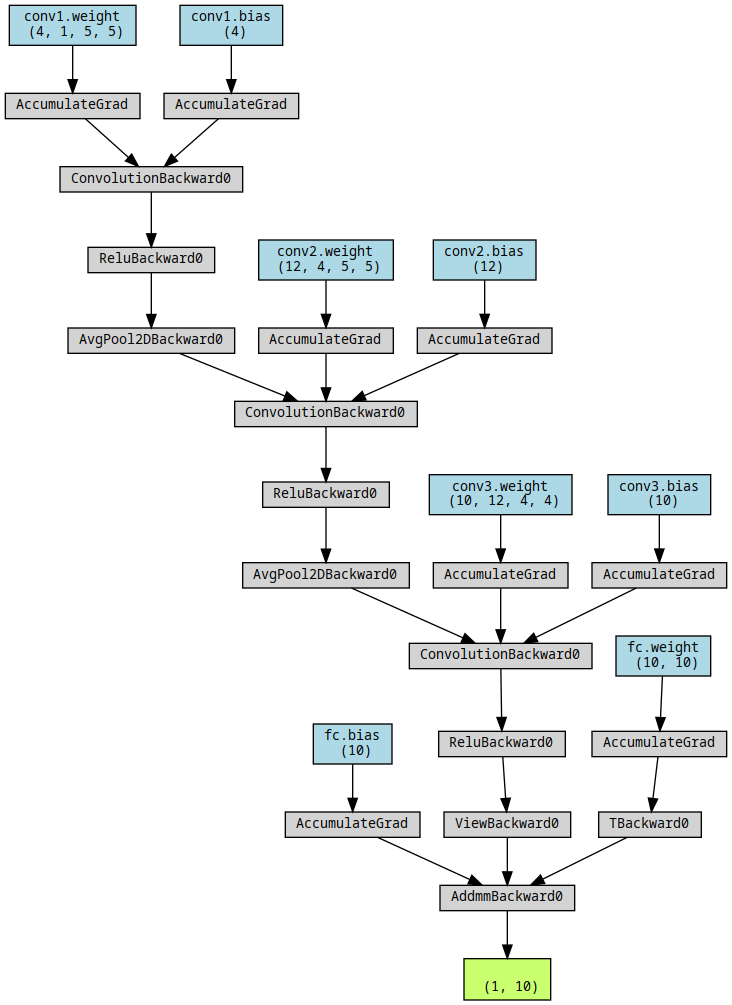 conv1.weight
(4, 1, 5, 5)
conv1.bias
(4)
AccumulateGrad
AccumulateGrad
ConvolutionBackward0
ReluBackward0
conv2.weight
(12, 4, 5, 5)
conv2.bias
(12)
AvgPool2DBackward0
AccumulateGrad
AccumulateGrad
ConvolutionBackward0
ReluBackward0
conv3.weight
(10, 12, 4, 4)
conv3.bias
(10)
AvgPool2DBackward0
AccumulateGrad
AccumulateGrad
ConvolutionBackward0
fc.weight
(10, 10)
fc.bias
(10)
ReluBackward0
AccumulateGrad
AccumulateGrad
ViewBackward0
TBackward0
AddmmBackward0
(1, 10)